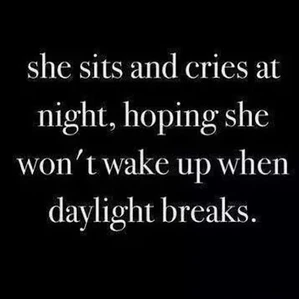 she sits and cries at
night, hoping she
won't wake up when
daylight breaks.